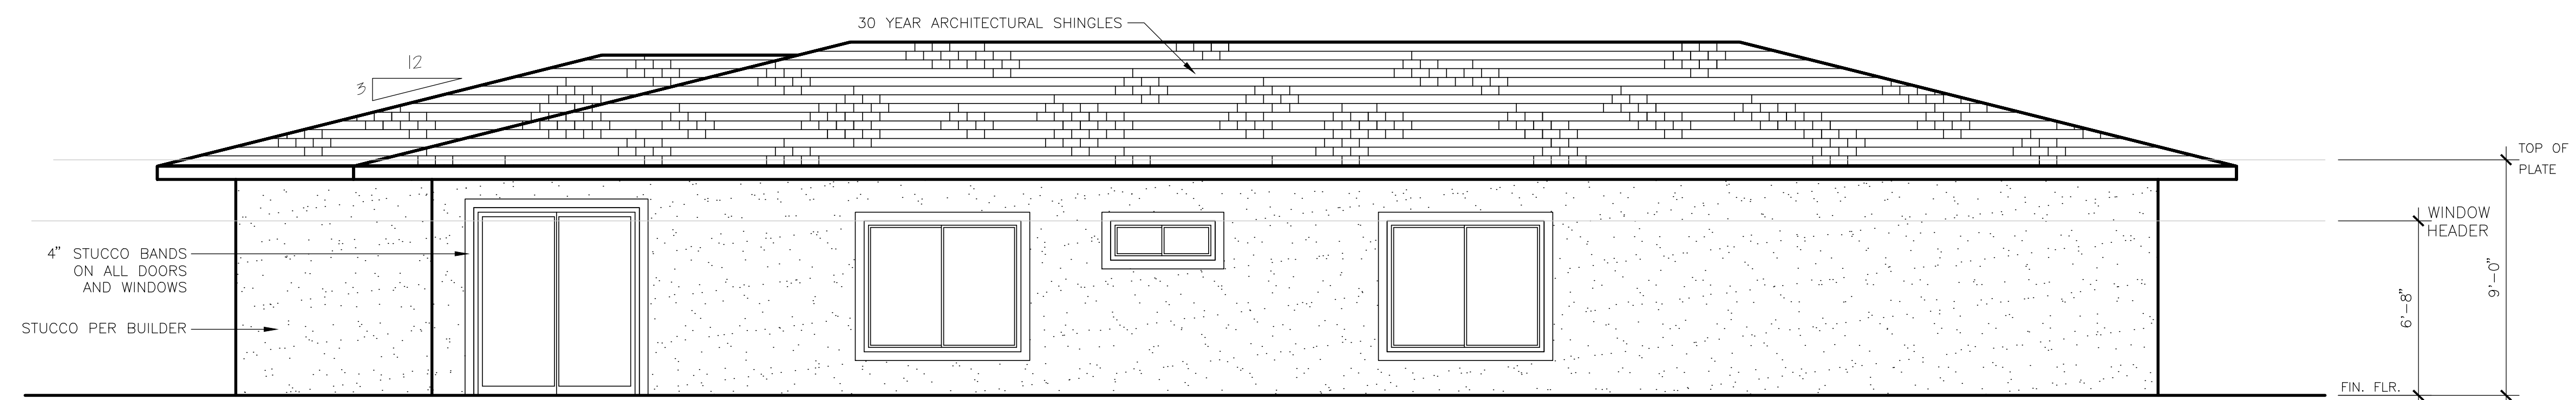 30 YEAR ARCHITECTURAL SHINGLES
12
3
TOP OF
PLATE
WINDOW
HEADER
4" STUCCO BANDS
ON ALL DOORS
AND WINDOWS
9'-0"
6'-8"
STUCCO PER BUILDER
FIN. FLR.